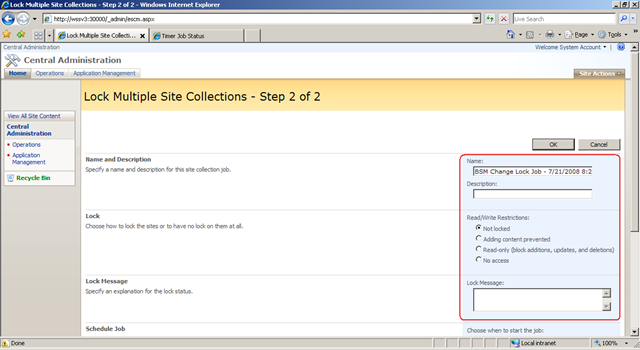 Lock Multiple Site Collections - Step 2 of 2 - Windows Internet Explorer
http://wssv3:30000/_admin/bscm.aspx
Live Search
Lock Multiple Site Collecti...
Timer Job Status
Page
Tools
Central Administration
Welcome System Account
Central Administration
Home
Operations
Application Management
Site Actions
Lock Multiple Site Collections - Step 2 of 2
View All Site Content
Central Administration
Operations
Application Management
Recycle Bin
OK
Cancel
Name and Description
Specify a name and description for this site collection job.
Name:
BSM Change Lock Job - 7/21/2008 8:2
Description:
Lock
Choose how to lock the sites or to have no lock on them at all.
Read/Write Restrictions:
Not locked
Adding content prevented
Read-only (block additions, updates, and deletions)
No access
Lock Message
Specify an explanation for the lock status.
Lock Message:
Schedule Job
Choose when to start the job:
Done
Local intranet
100%